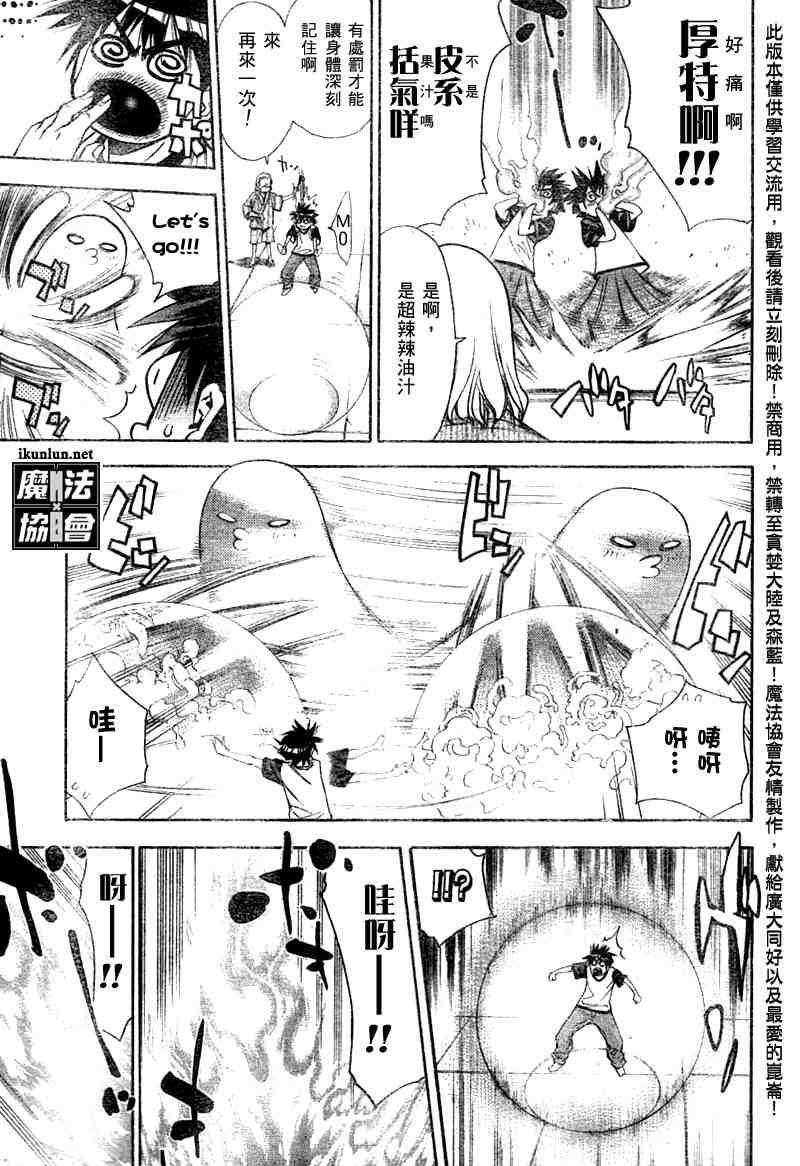 好痛啊
厚特啊!!!
不是
果汁嗎
皮系
括氣咩
是啊，
是超辣辣油汁
有處罰才能
讓身體深刻
記住啊
來
再來一次!
MO
Let's
go!!!
ikunlun.net
魔法
協會
咦呀
呀…
哇—
!!?
哇呀—!!
呀—!!
此版本僅供學習交流用，觀看後請立刻刪除！禁商用，禁轉至貪婪大陸及森藍！魔法協會友情製作，獻給廣大同好以及最愛的崑崙！